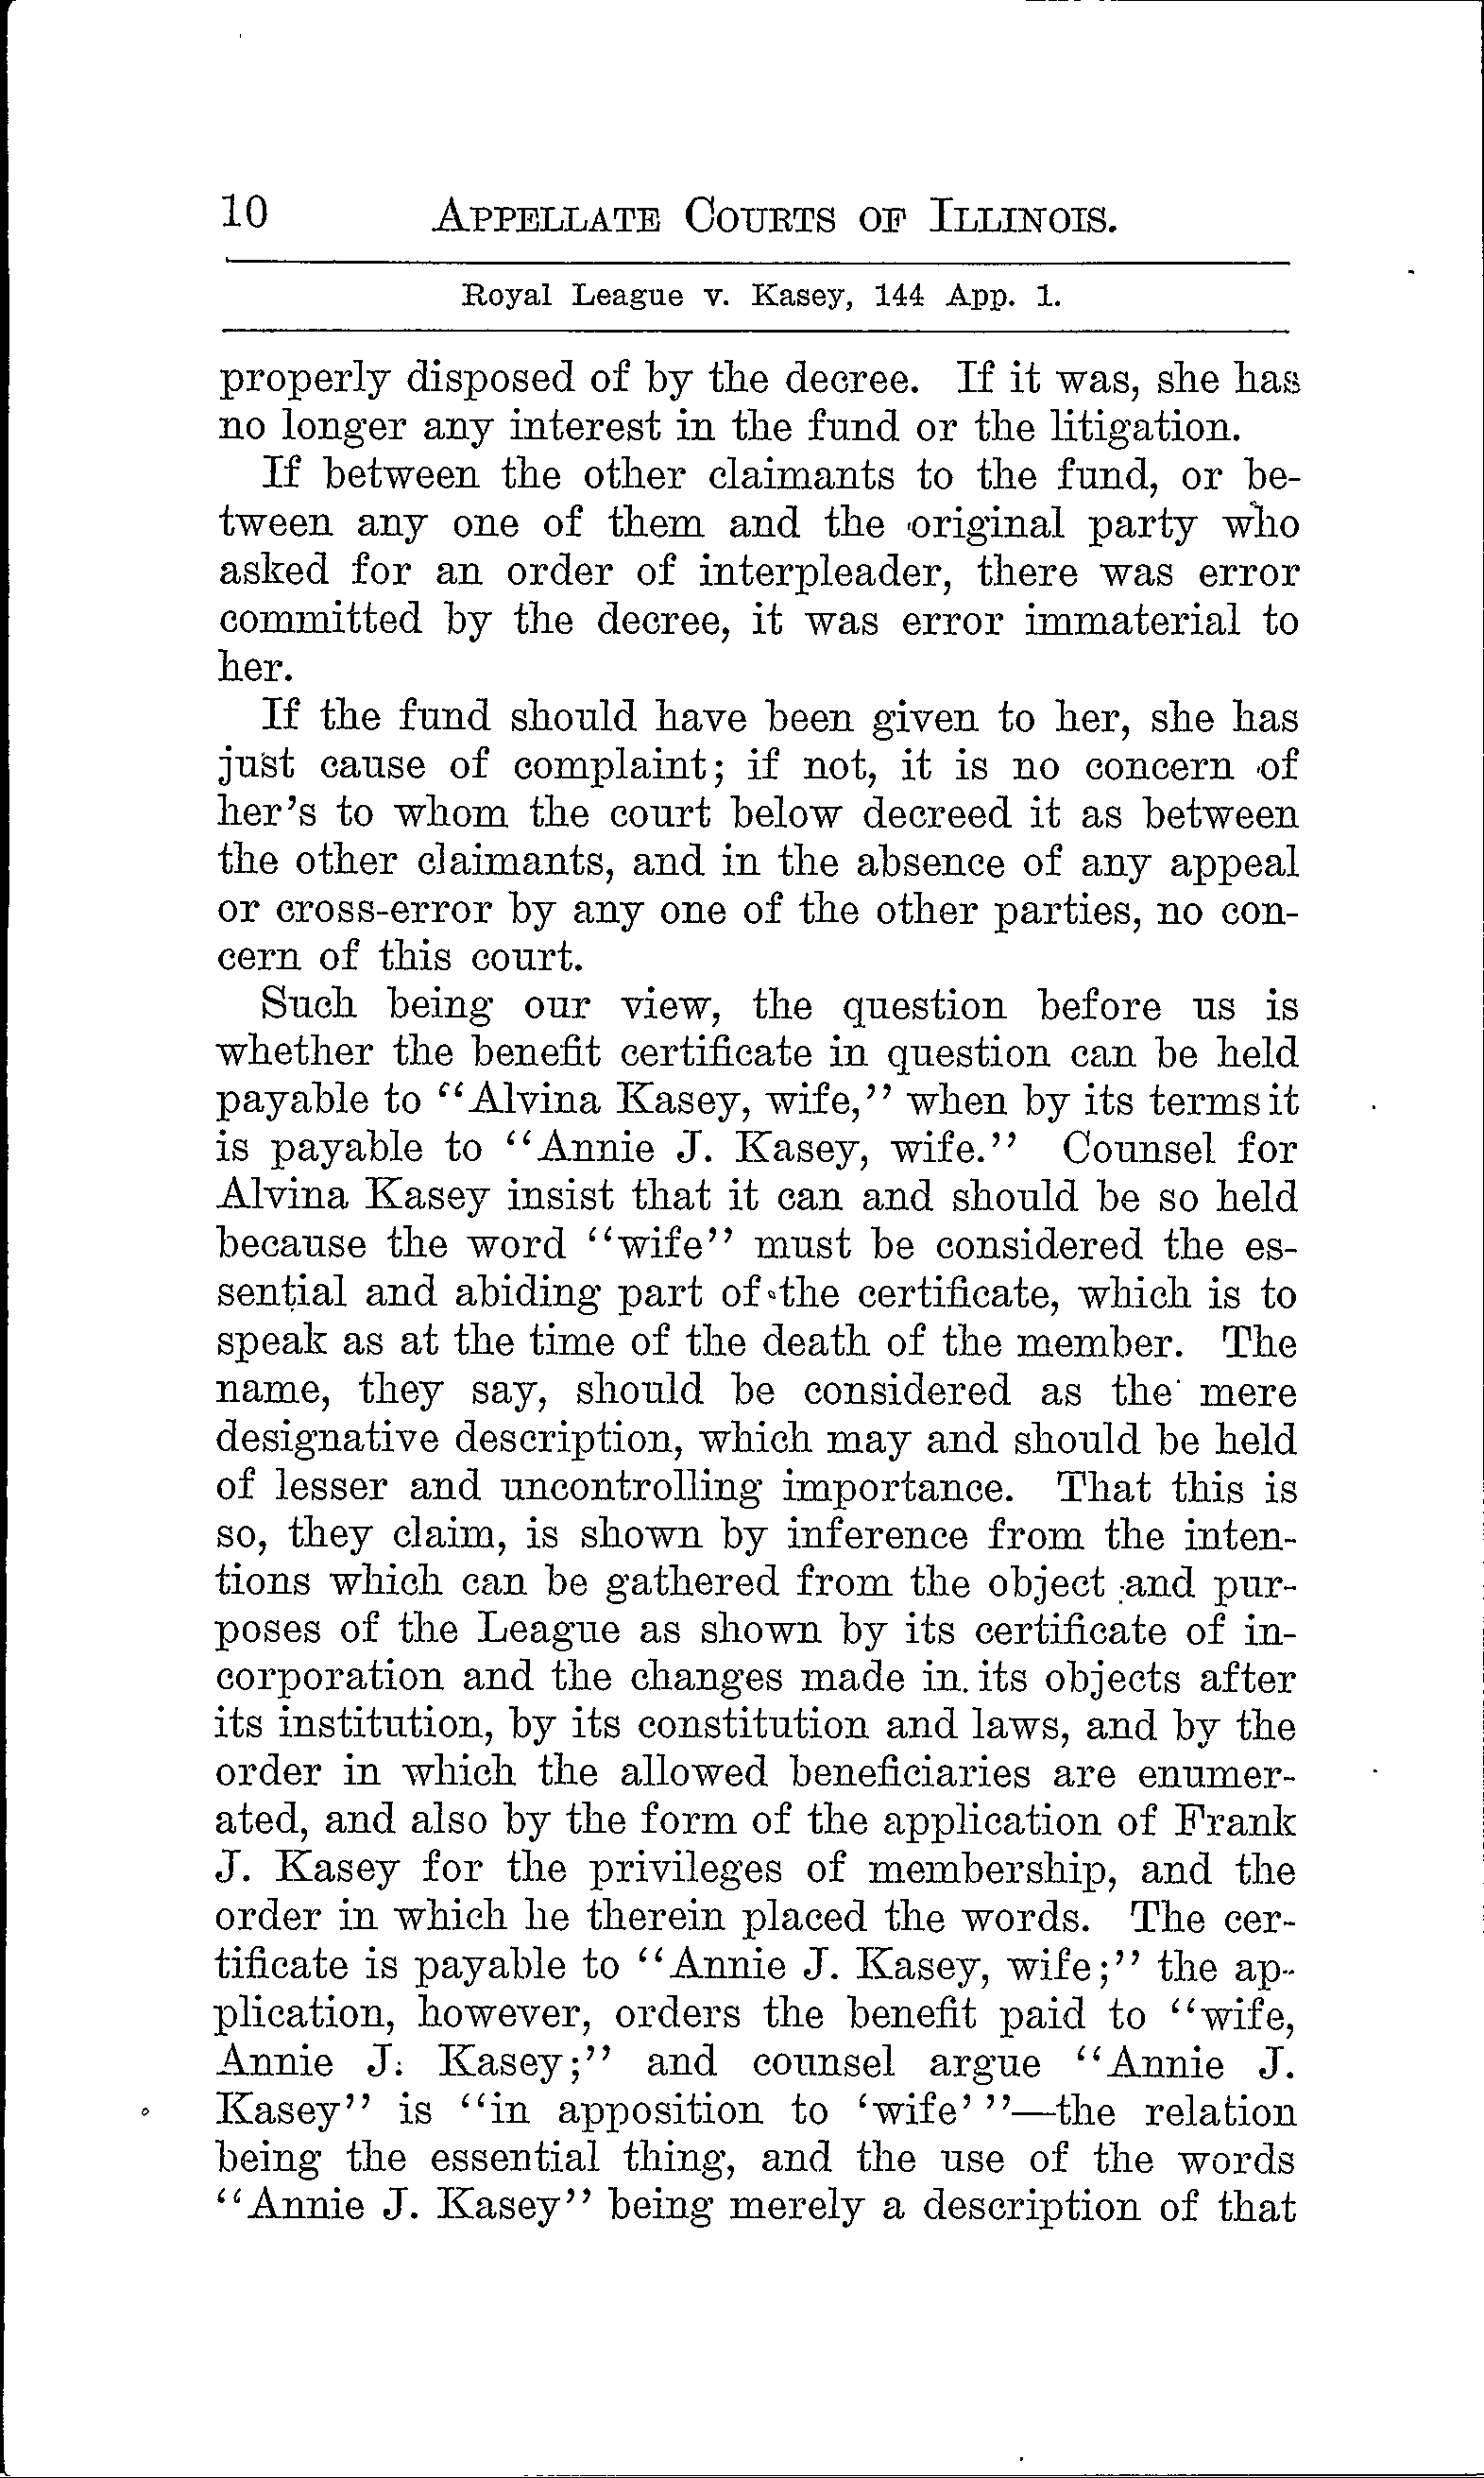 10 APPELLATE COURTS OF ILLINOIS.
Royal League v. Kasey, 144 App. 1.
properly disposed of by the decree. If it was, she has
no longer any interest in the fund or the litigation.
If between the other claimants to the fund, or be-
tween any one of them and the original party who
asked for an order of interpleader, there was error
committed by the decree, it was error immaterial to
her.
If the fund should have been given to her, she has
just cause of complaint; if not, it is no concern of
her's to whom the court below decreed it as between
the other claimants, and in the absence of any appeal
or cross-error by any one of the other parties, no con-
cern of this court.
Such being our view, the question before us is
whether the benefit certificate in question can be held
payable to "Alvina Kasey, wife," when by its terms it
is payable to "Annie J. Kasey, wife." Counsel for
Alvina Kasey insist that it can and should be so held
because the word "wife" must be considered the es-
sential and abiding part of the certificate, which is to
speak as at the time of the death of the member. The
name, they say, should be considered as the mere
designative description, which may and should be held
of lesser and uncontrolling importance. That this is
so, they claim, is shown by inference from the inten-
tions which can be gathered from the object and pur-
poses of the League as shown by its certificate of in-
corporation and the changes made in its objects after
its institution, by its constitution and laws, and by the
order in which the allowed beneficiaries are enumer-
ated, and also by the form of the application of Frank
J. Kasey for the privileges of membership, and the
order in which he therein placed the words. The cer-
tificate is payable to "Annie J. Kasey, wife;" the ap-
plication, however, orders the benefit paid to "wife,
Annie J. Kasey;" and counsel argue "Annie J.
Kasey" is "in apposition to 'wife' "—the relation
being the essential thing, and the use of the words
"Annie J. Kasey" being merely a description of that